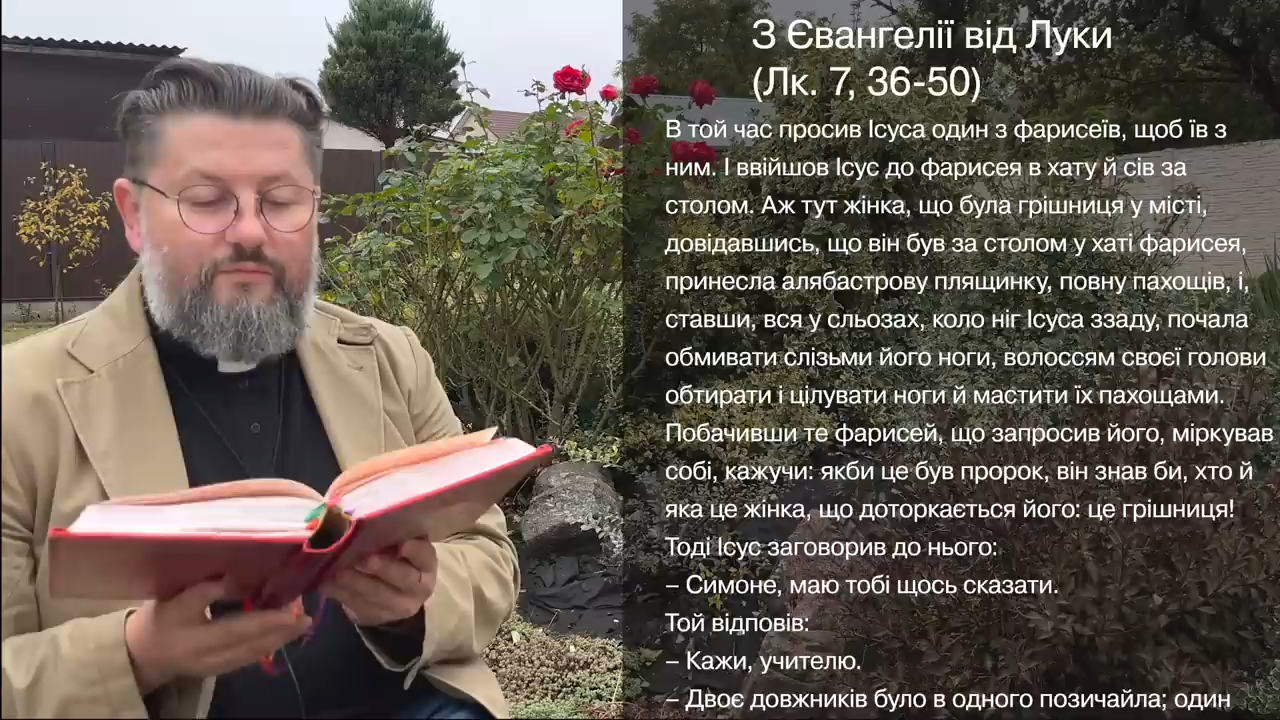 З Євангелії від Луки
(Лк. 7, 36-50)
В той час просив Ісуса один з фарисеїв, щоб їв з
ним. І ввійшов Ісус до фарисея в хату й сів за
столом. Аж тут жінка, що була грішниця у місті,
довідавшись, що він був за столом у хаті фарисея,
принесла алябастрову плящинку, повну пахощів, і,
ставши, вся у сльозах, коло ніг Ісуса ззаду, почала
обмивати слізьми його ноги, волоссям своєї голови
обтирати і цілувати ноги й мастити їх пахощами.
Побачивши те фарисей, що запросив його, міркував
собі, кажучи: якби це був пророк, він знав би, хто й
яка це жінка, що доторкається його: це грішниця!
Тоді Ісус заговорив до нього:
– Симоне, маю тобі щось сказати.
Той відповів:
– Кажи, учителю.
– Двоє довжників було в одного позичайла; один